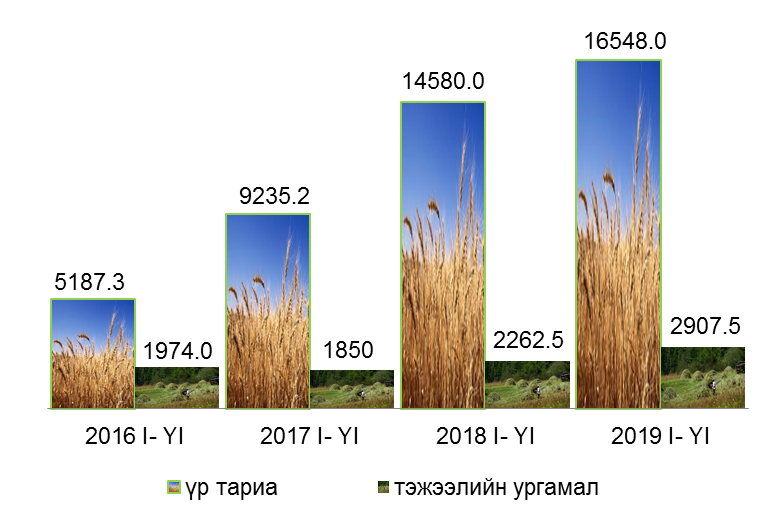 16548.0
14580.0
9235.2
5187.3
2907.5
2262.5
1974.0
1850
2016 I- YI
2017 I- YI
2018 I- YI
2019 I- YI
үр тариа
тэжээлийн ургамал